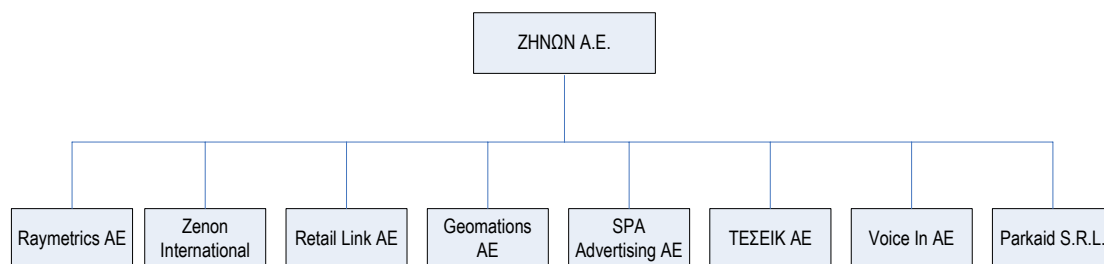 ΖΗΝΩΝ Α.Ε.
Raymetrics AE
Zenon
International
Retail Link AE
Geomations
AE
SPA
Advertising AE
ΤΕΣΕΙΚ ΑΕ
Voice In AE
Parkaid S.R.L.